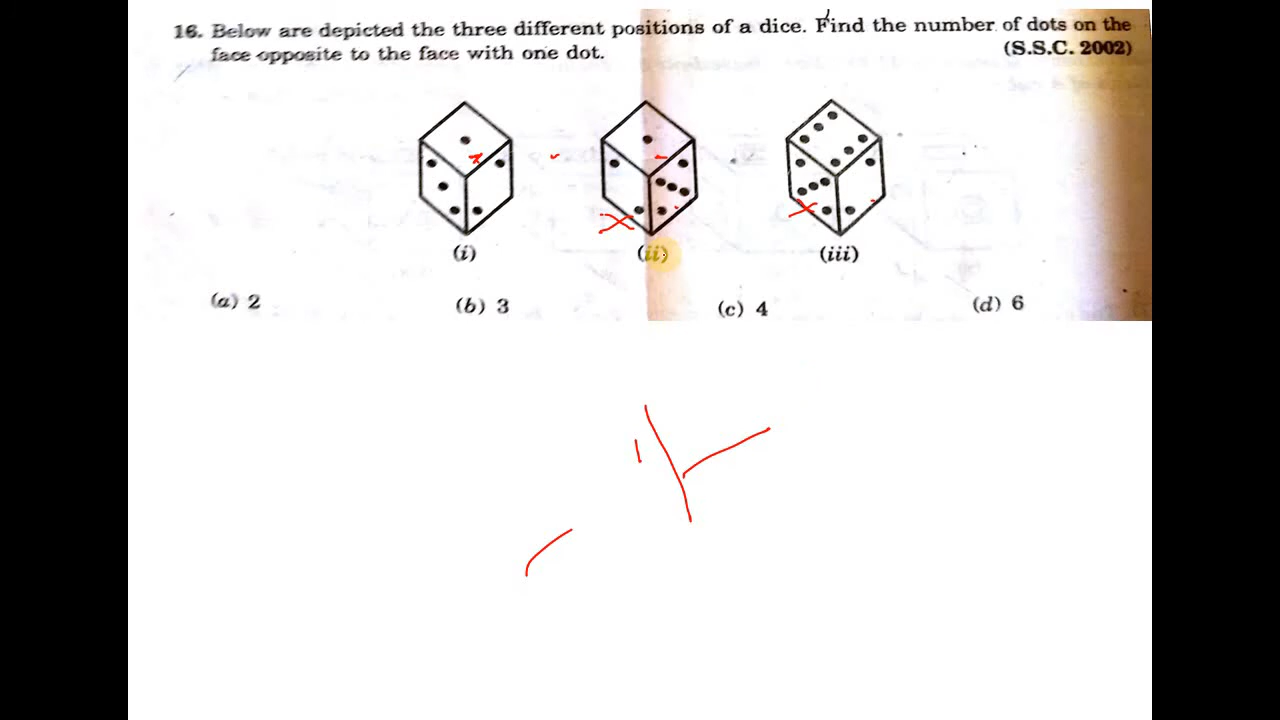 16. Below are depicted the three different positions of a dice. Find the number of dots on the
face opposite to the face with one dot. (S.S.C. 2002)
(i) (ii) (iii)
(a) 2 (b) 3 (c) 4 (d) 6